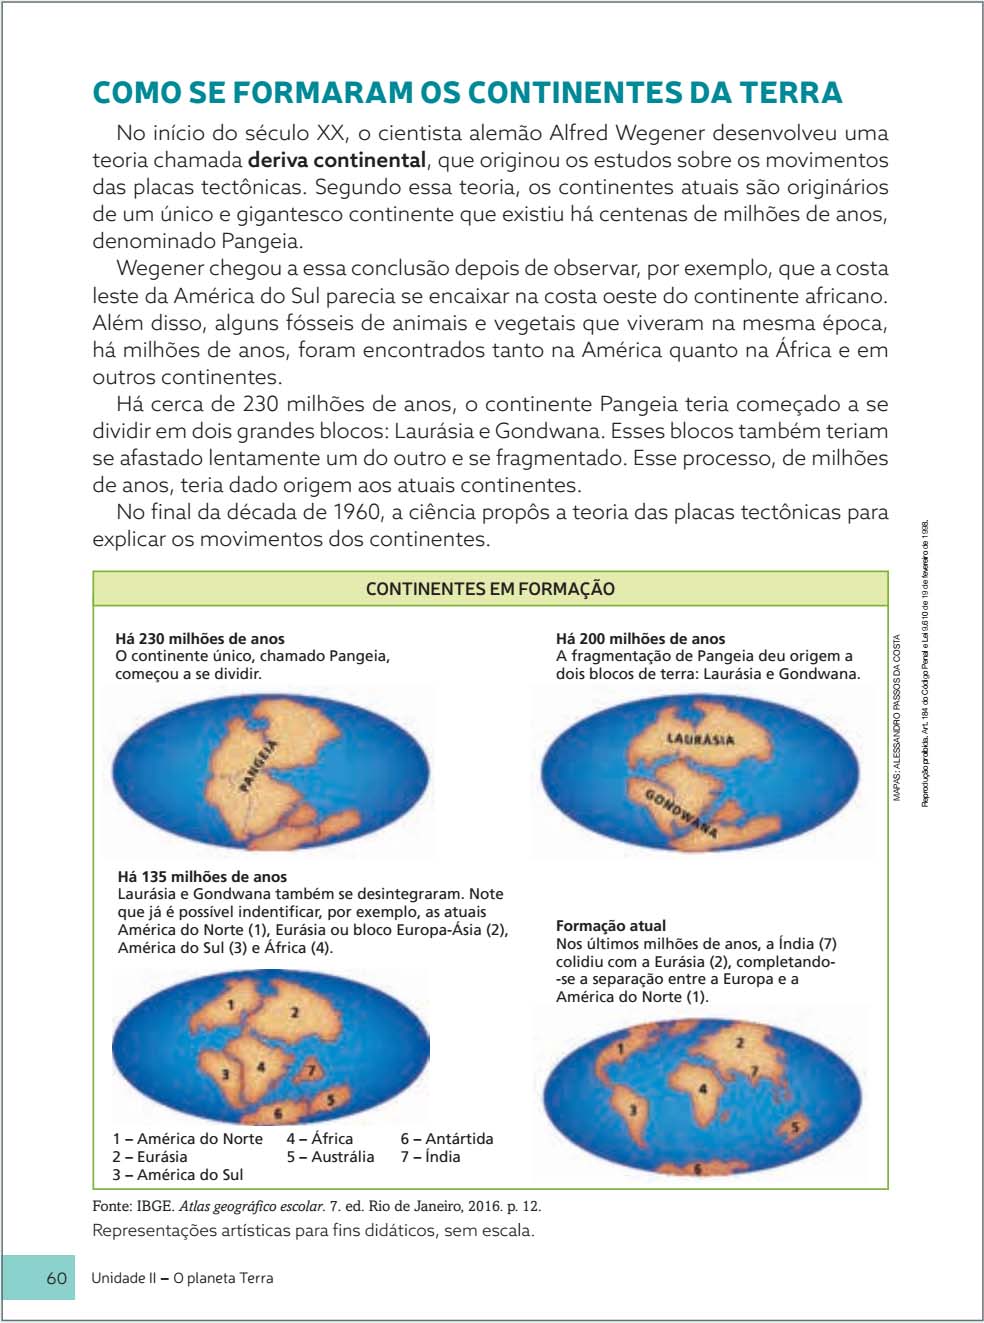 COMO SE FORMARAM OS CONTINENTES DA TERRA
No início do século XX, o cientista alemão Alfred Wegener desenvolveu uma
teoria chamada deriva continental, que originou os estudos sobre os movimentos
das placas tectônicas. Segundo essa teoria, os continentes atuais são originários
de um único e gigantesco continente que existiu há centenas de milhões de anos,
denominado Pangeia.
Wegener chegou a essa conclusão depois de observar, por exemplo, que a costa
leste da América do Sul parecia se encaixar na costa oeste do continente africano.
Além disso, alguns fósseis de animais e vegetais que viveram na mesma época,
há milhões de anos, foram encontrados tanto na América quanto na África e em
outros continentes.
Há cerca de 230 milhões de anos, o continente Pangeia teria começado a se
dividir em dois grandes blocos: Laurásia e Gondwana. Esses blocos também teriam
se afastado lentamente um do outro e se fragmentado. Esse processo, de milhões
de anos, teria dado origem aos atuais continentes.
No final da década de 1960, a ciência propôs a teoria das placas tectônicas para
explicar os movimentos dos continentes.
CONTINENTES EM FORMAÇÃO
Há 230 milhões de anos
O continente único, chamado Pangeia,
começou a se dividir.
PANGEIA
Há 200 milhões de anos
A fragmentação de Pangeia deu origem a
dois blocos de terra: Laurásia e Gondwana.
LAURÁSIA
GONDWANA
Há 135 milhões de anos
Laurásia e Gondwana também se desintegraram. Note
que já é possível indentificar, por exemplo, as atuais
América do Norte (1), Eurásia ou bloco Europa-Ásia (2),
América do Sul (3) e África (4).
1
2
3
4
7
5
6
1 – América do Norte
2 – Eurásia
3 – América do Sul
4 – África
5 – Austrália
6 – Antártida
7 – Índia
Formação atual
Nos últimos milhões de anos, a Índia (7)
colidiu com a Eurásia (2), completando-
-se a separação entre a Europa e a
América do Norte (1).
1
2
7
4
3
5
6
MAPAS: ALESSANDRO PASSOS DA COSTA
Reprodução proibida. Art. 184 do Código Penal e Lei 9.610 de 19 de fevereiro de 1998.
Fonte: IBGE. Atlas geográfico escolar. 7. ed. Rio de Janeiro, 2016. p. 12.
Representações artísticas para fins didáticos, sem escala.
60
Unidade II – O planeta Terra